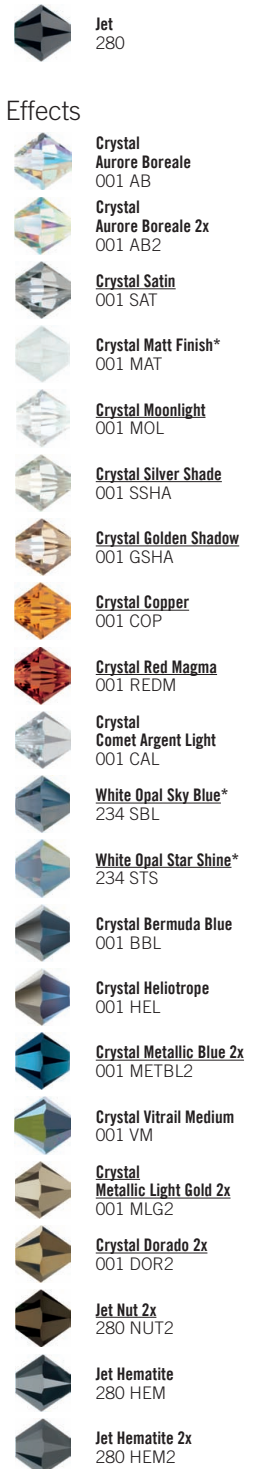 Jet
280
Effects
Crystal
Aurore Boreale
001 AB
Crystal
Aurore Boreale 2x
001 AB2
Crystal Satin
001 SAT
Crystal Matt Finish*
001 MAT
Crystal Moonlight
001 MOL
Crystal Silver Shade
001 SSHA
Crystal Golden Shadow
001 GSHA
Crystal Copper
001 COP
Crystal Red Magma
001 REDM
Crystal
Comet Argent Light
001 CAL
White Opal Sky Blue*
234 SBL
White Opal Star Shine*
234 STS
Crystal Bermuda Blue
001 BBL
Crystal Heliotrope
001 HEL
Crystal Metallic Blue 2x
001 METBL2
Crystal Vitrail Medium
001 VM
Crystal
Metallic Light Gold 2x
001 MLG2
Crystal Dorado 2x
001 DOR2
Jet Nut 2x
280 NUT2
Jet Hematite
280 HEM
Jet Hematite 2x
280 HEM2